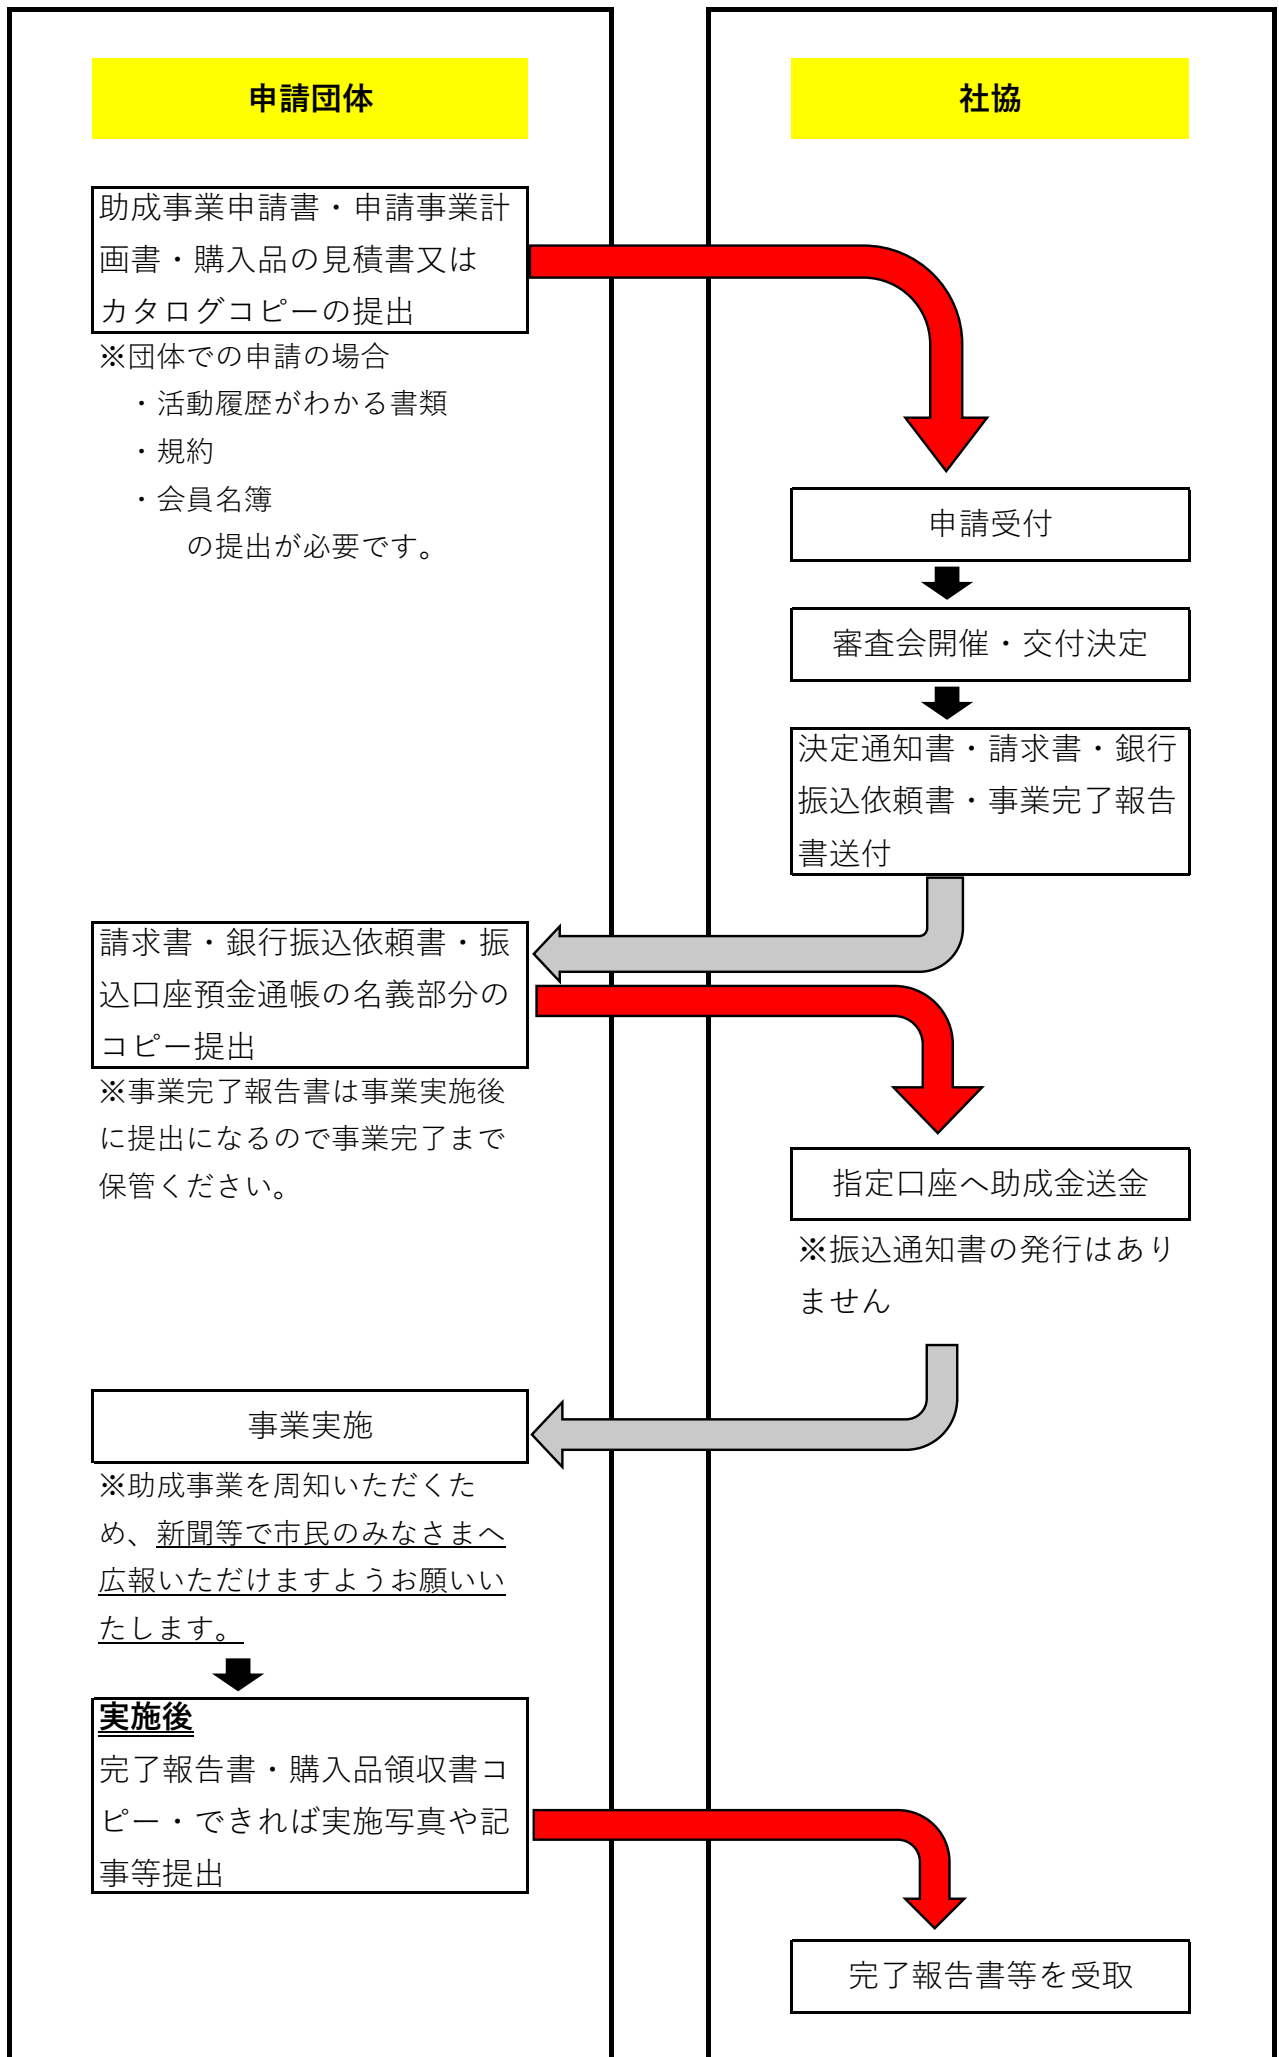 申請団体
社協
助成事業申請書・申請事業計
画書・購入品の見積書又は
カタログコピーの提出
※団体での申請の場合
・活動履歴がわかる書類
・規約
・会員名簿
の提出が必要です。
申請受付
審査会開催・交付決定
決定通知書・請求書・銀行
振込依頼書・事業完了報告
書送付
請求書・銀行振込依頼書・振
込口座預金通帳の名義部分の
コピー提出
※事業完了報告書は事業実施後
に提出になるので事業完了まで
保管ください。
指定口座へ助成金送金
※振込通知書の発行はあり
ません
事業実施
※助成事業を周知いただくた
め、新聞等で市民のみなさまへ
広報いただけますようお願いい
たします。
実施後
完了報告書・購入品領収書コ
ピー・できれば実施写真や記
事等提出
完了報告書等を受取